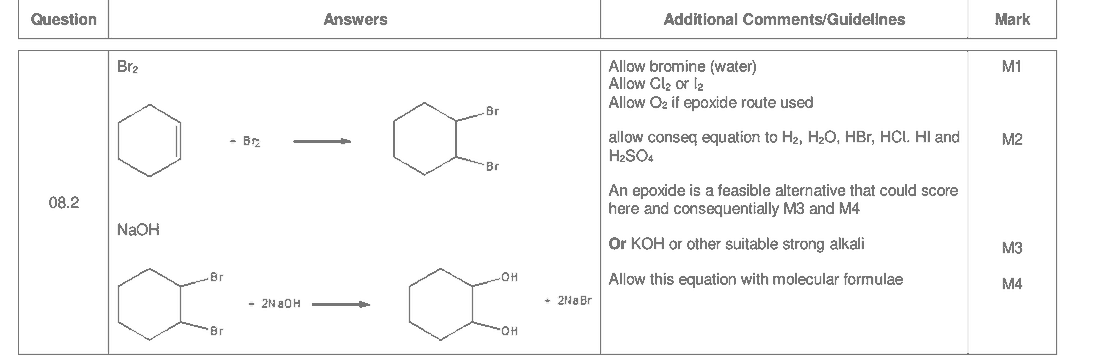 Question Answers Additional Comments/Guidelines Mark
Br₂ Allow bromine (water) M1
Allow Cl₂ or I₂
Allow O₂ if epoxide route used
Br
- Br₂ allow conseq equation to H₂, H₂O, HBr, HCl. HI and M2
H₂SO₄
Br
An epoxide is a feasible alternative that could score
08.2 here and consequentially M3 and M4
NaOH
Or KOH or other suitable strong alkali M3
Br OH Allow this equation with molecular formulae M4
- 2NaOH + 2NaBr
Br OH